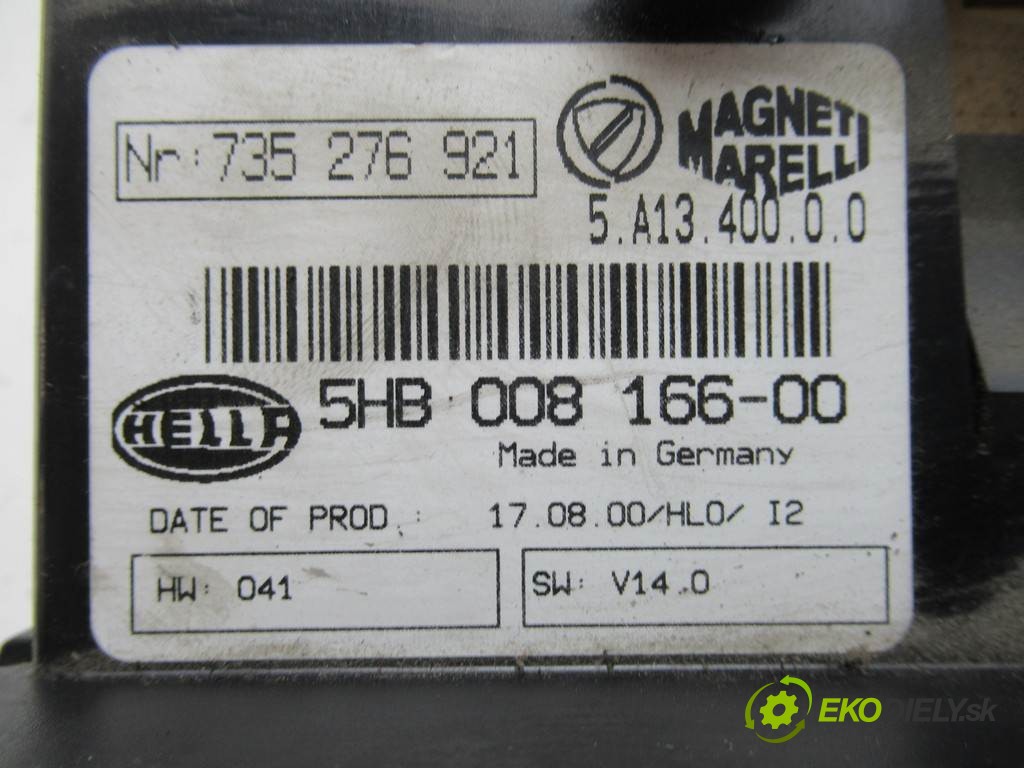 Nr: 735 276 921
MAGNETI
MARELLI
5.A13.400.0.0
HELLA
5HB 008 166-00
Made in Germany
DATE OF PROD.: 17.08.00/HLO/ I2
HW: 041
SW: V14.0
EKODIELY.sk